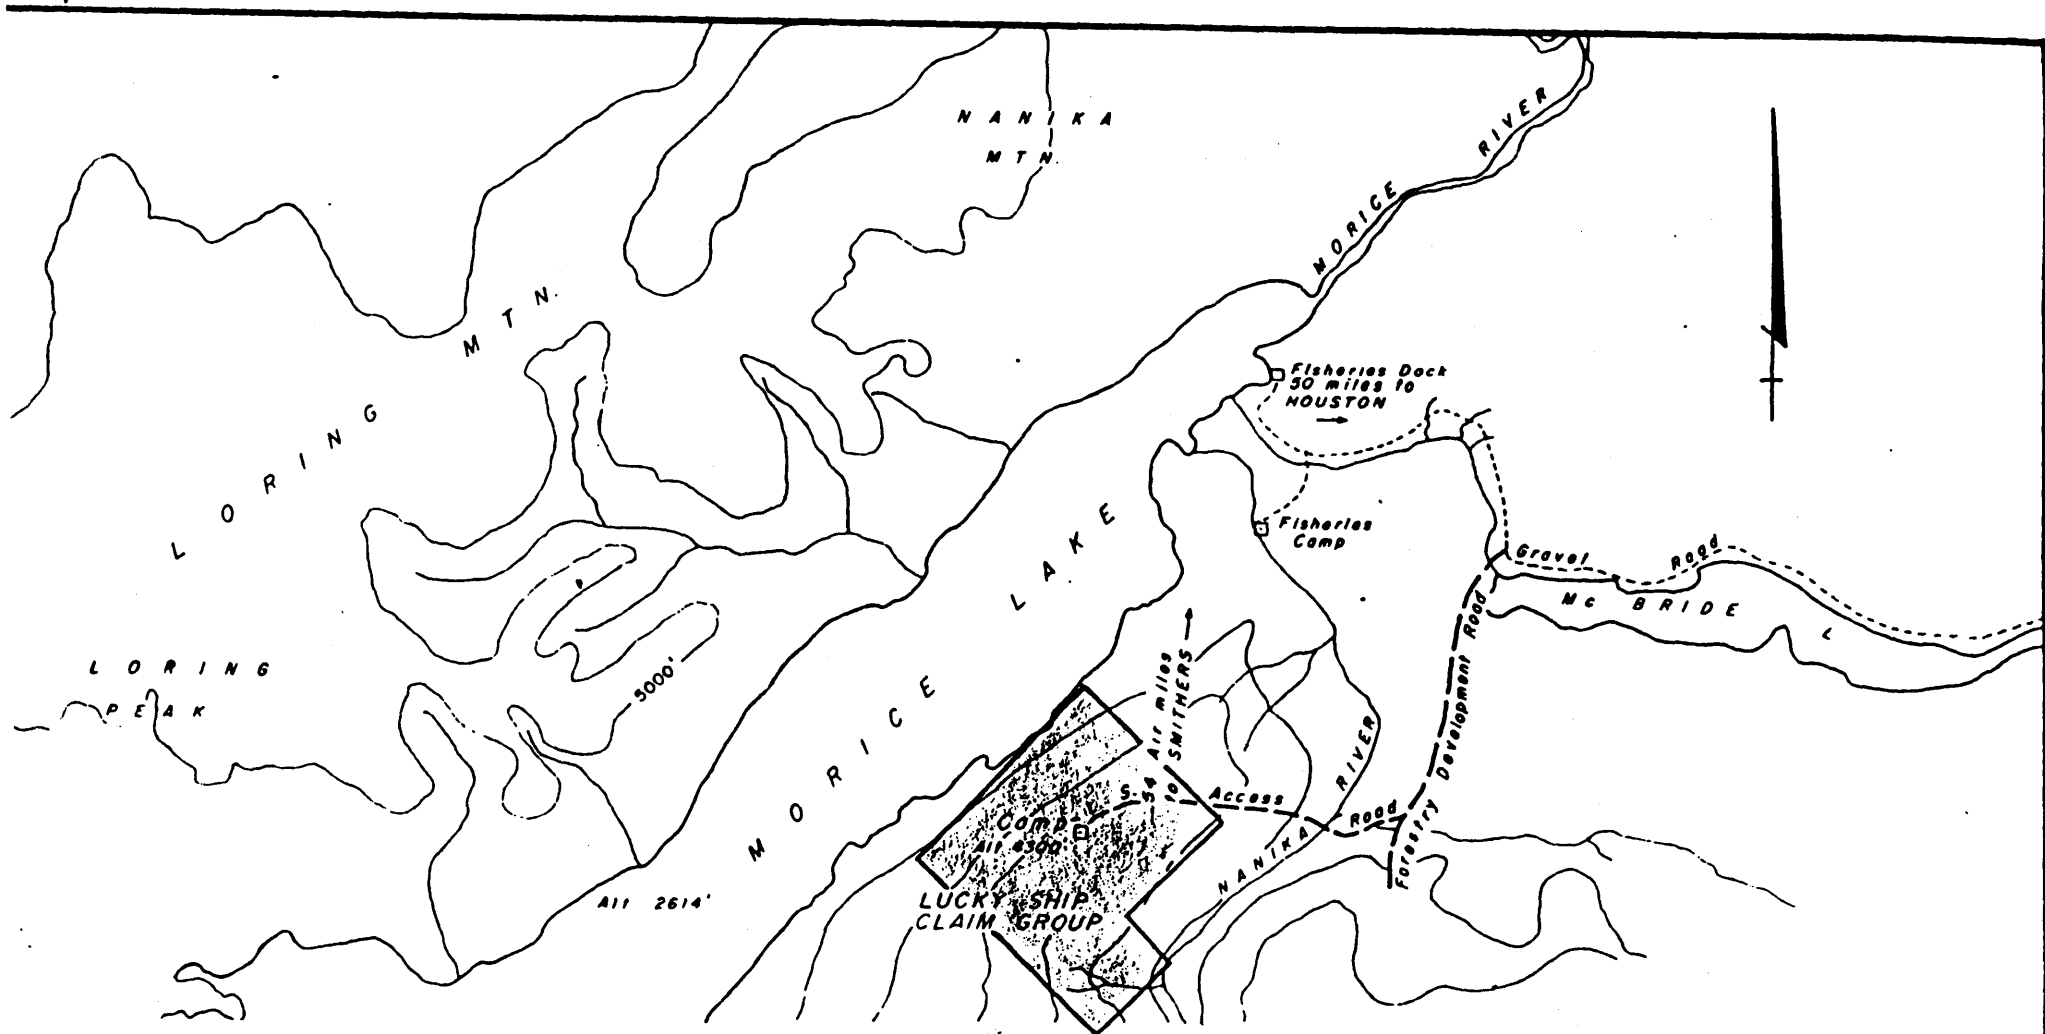 NANIKA
MTN.
MORICE RIVER
LORING MTN.
Fisheries Dock
50 miles to
HOUSTON
Fisheries
Camp
Gravel Road
Mc BRIDE L
MORICE LAKE
LORING
PEAK
5000'
54 Air miles
to SMITHERS
Forestry Development Road
S. Access Road
NANIKA RIVER
Camp
Alt 4300'
LUCKY SHIP
CLAIM GROUP
Alt 2614'